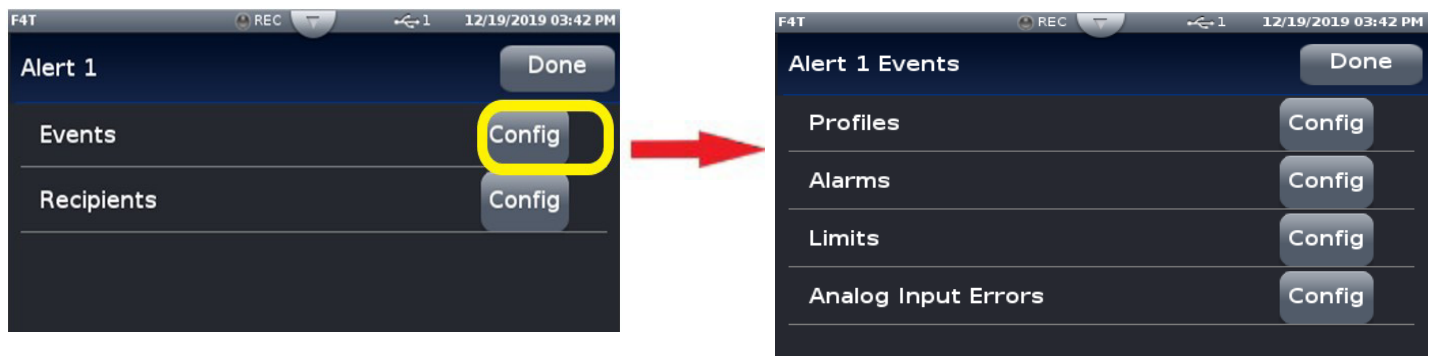 F4T REC 1 12/19/2019 03:42 PM
Alert 1 Done
Events Config
Recipients Config
F4T REC 1 12/19/2019 03:42 PM
Alert 1 Events Done
Profiles Config
Alarms Config
Limits Config
Analog Input Errors Config